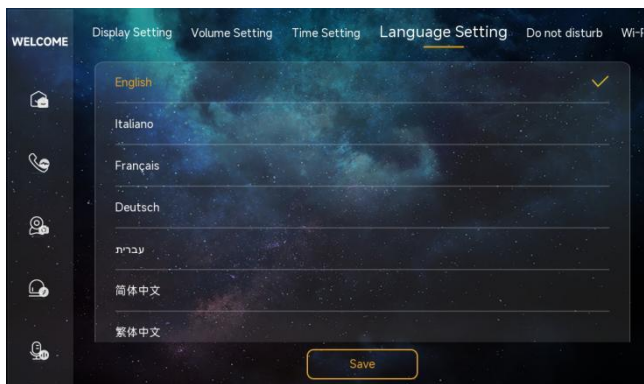 WELCOME
Display Setting Volume Setting Time Setting Language Setting Do not disturb Wi-F
English
Italiano
Français
Deutsch
עברית
简体中文
繁体中文
Save